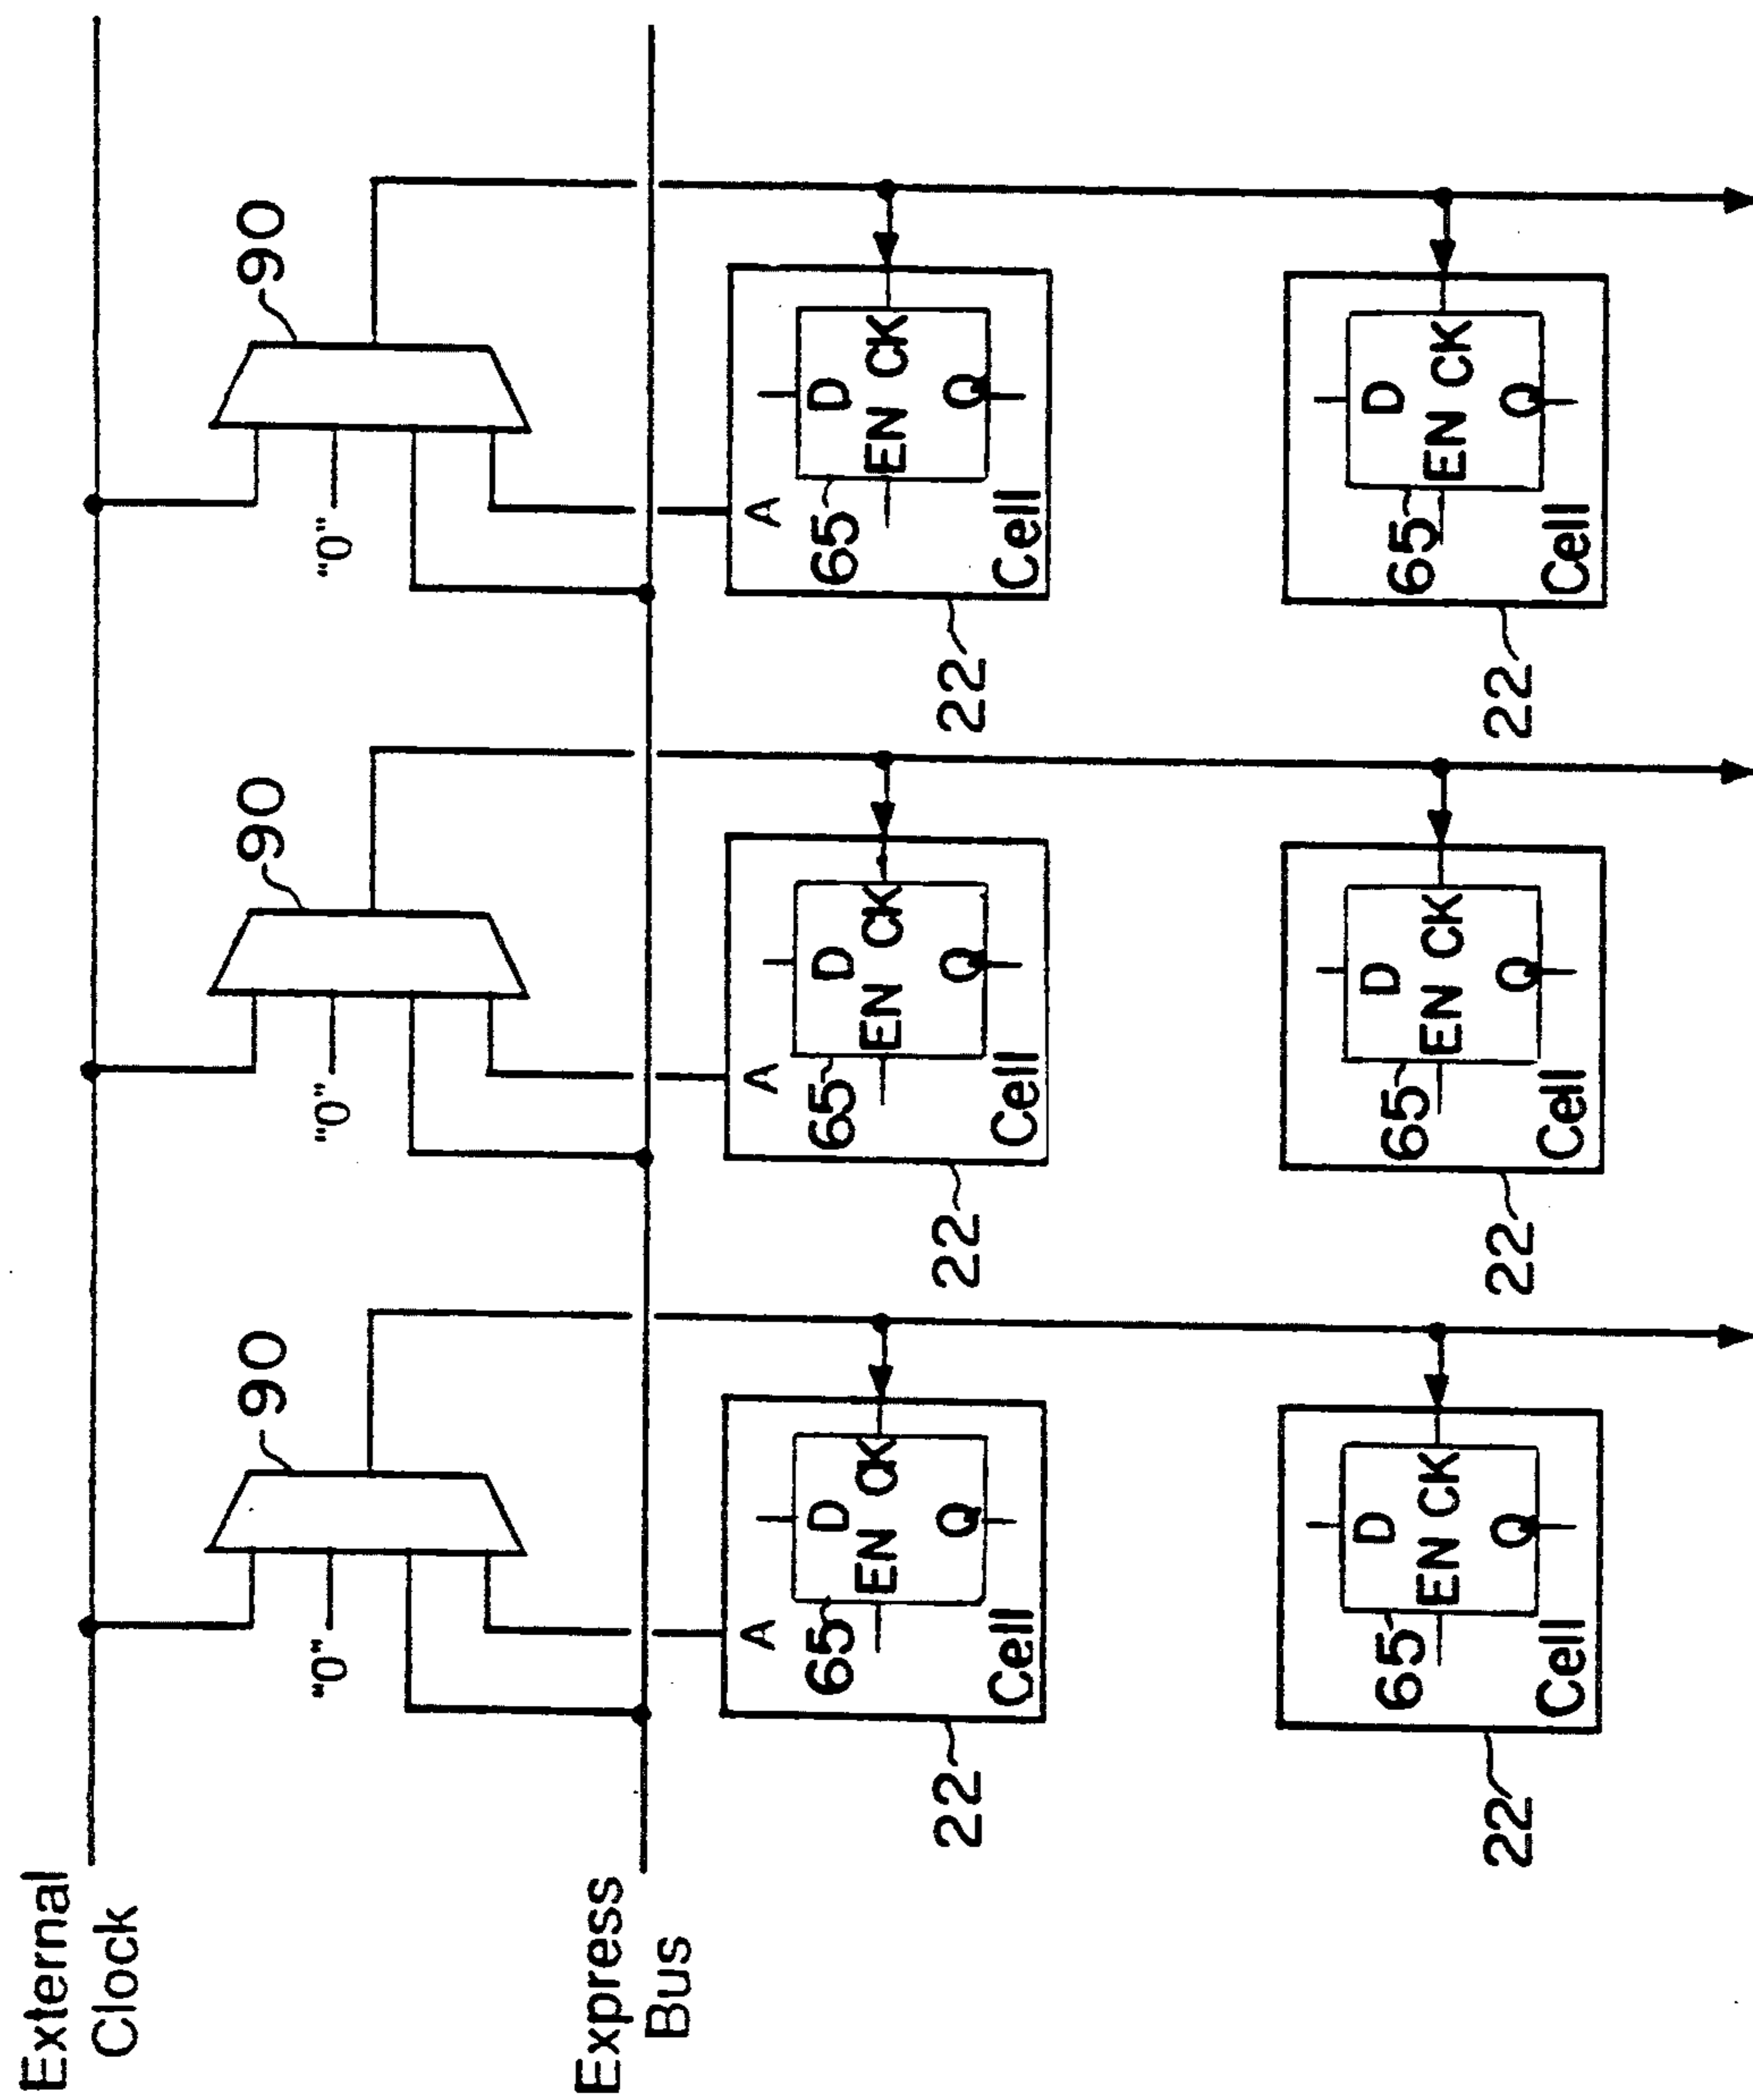 External
Clock
90
90
90
"0"
"0"
"0"
Express
Bus
A
65
D
EN CK
Q
Cell
22
A
65
D
EN CK
Q
Cell
22
A
65
D
EN CK
Q
Cell
22
65
D
EN CK
Q
Cell
22
65
D
EN CK
Q
Cell
22
65
D
EN CK
Q
Cell
22